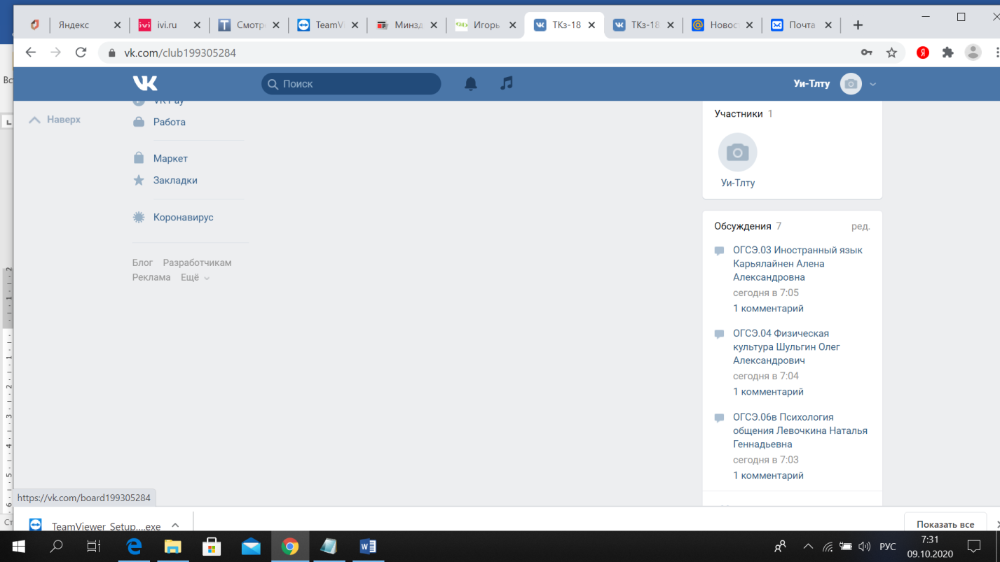 Яндекс
ivi.ru
Смотр
TeamVi
Минзд
Игорь
ТКз-18
ТКз-18
Новос
Почта
vk.com/club199305284
Вс
Поиск
Уи-Тлту
VK Pay
Наверх
Работа
Маркет
Закладки
Коронавирус
Блог Разработчикам
Реклама Ещё
Участники 1
Уи-Тлту
Обсуждения 7 ред.
ОГСЭ.03 Иностранный язык
Карьялайнен Алена
Александровна
сегодня в 7:05
1 комментарий
ОГСЭ.04 Физическая
культура Шульгин Олег
Александрович
сегодня в 7:04
1 комментарий
ОГСЭ.06в Психология
общения Левочкина Наталья
Геннадьевна
сегодня в 7:03
1 комментарий
https://vk.com/board199305284
Ст
TeamViewer_Setup....exe
Показать все
РУС
7:31
09.10.2020